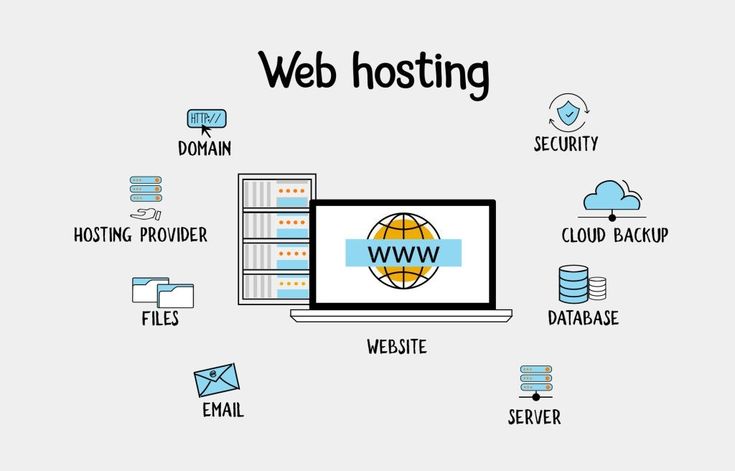 Web hosting
HTTP://
DOMAIN
SECURITY
HOSTING PROVIDER
CLOUD BACKUP
WWW
FILES
DATABASE
WEBSITE
EMAIL
SERVER